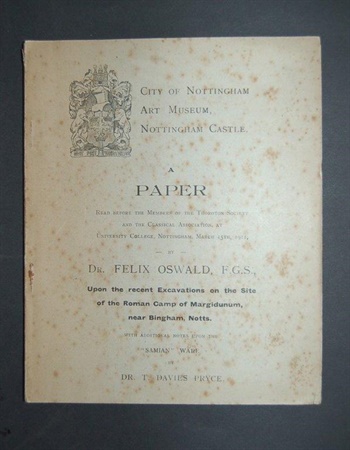 City of Nottingham
Art Museum,
Nottingham Castle.
A
PAPER
Read before the Members of the Thoroton Society
and the Classical Association, at
University College, Nottingham, March
— BY
Dr. FELIX OSWALD, F.G.S.,
Upon the recent Excavations on the Site
of the Roman Camp of Margidunum,
near Bingham, Notts.
WITH ADDITIONAL NOTES UPON THE
"SAMIAN" WARE
BY
DR. T. DAVIES PRYCE.